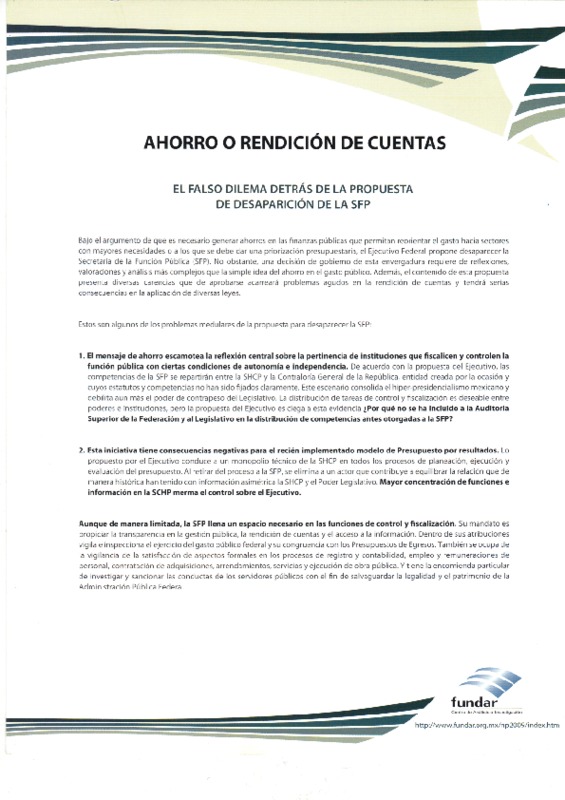 AHORRO O RENDICIÓN DE CUENTAS
EL FALSO DILEMA DETRÁS DE LA PROPUESTA
DE DESAPARICIÓN DE LA SFP
Bajo el argumento de que es necesario generar ahorros en las finanzas públicas que permitan reorientar el gasto hacia sectores
con mayores necesidades o a los que se debe dar una priorización presupuestaria, el Ejecutivo Federal propone desaparecer la
Secretaría de la Función Pública (SFP). No obstante, una decisión de gobierno de esta envergadura requiere de reflexiones,
valoraciones y análisis más complejos que la simple idea del ahorro en el gasto público. Además, el contenido de esta propuesta
presenta diversas carencias que de aprobarse acarreará problemas agudos en la rendición de cuentas y tendrá serias
consecuencias en la aplicación de diversas leyes.
Estos son algunos de los problemas medulares de la propuesta para desaparecer la SFP:
1. El mensaje de ahorro escamotea la reflexión central sobre la pertinencia de instituciones que fiscalicen y controlen la
función pública con ciertas condiciones de autonomía e independencia. De acuerdo con la propuesta del Ejecutivo, las
competencias de la SFP se repartirán entre la SHCP y la Contraloría General de la República, entidad creada por la ocasión y
cuyos estatutos y competencias no han sido fijados claramente. Este escenario consolida el hiper-presidencialismo mexicano y
debilita aun más el poder de contrapeso del Legislativo. La distribución de tareas de control y fiscalización es deseable entre
poderes e instituciones, pero la propuesta del Ejecutivo es ciega a esta evidencia ¿Por qué no se ha incluido a la Auditoría
Superior de la Federación y al Legislativo en la distribución de competencias antes otorgadas a la SFP?
2. Esta iniciativa tiene consecuencias negativas para el recién implementado modelo de Presupuesto por resultados. Lo
propuesto por el Ejecutivo conduce a un monopolio técnico de la SHCP en todos los procesos de planeación, ejecución y
evaluación del presupuesto. Al retirar del proceso a la SFP, se elimina a un actor que contribuye a equilibrar la relación que de
manera histórica han tenido con información asimétrica la SHCP y el Poder Legislativo. Mayor concentración de funciones e
información en la SCHP merma el control sobre el Ejecutivo.
Aunque de manera limitada, la SFP llena un espacio necesario en las funciones de control y fiscalización. Su mandato es
propiciar la transparencia en la gestión pública, la rendición de cuentas y el acceso a la información. Dentro de sus atribuciones
vigila e inspecciona el ejercicio del gasto público federal y su congruencia con los Presupuestos de Egresos. También se ocupa de
la vigilancia de la satisfacción de aspectos formales en los procesos de registro y contabilidad, empleo y remuneraciones de
personal, contratación de adquisiciones, arrendamientos, servicios y ejecución de obra pública. Y tiene la encomienda particular
de investigar y sancionar las conductas de los servidores públicos con el fin de salvaguardar la legalidad y el patrimonio de la
Administración Pública Federal
fundar
Centro de Análisis e Investigación
http://www.fundar.org.mx/np2009/index.htm